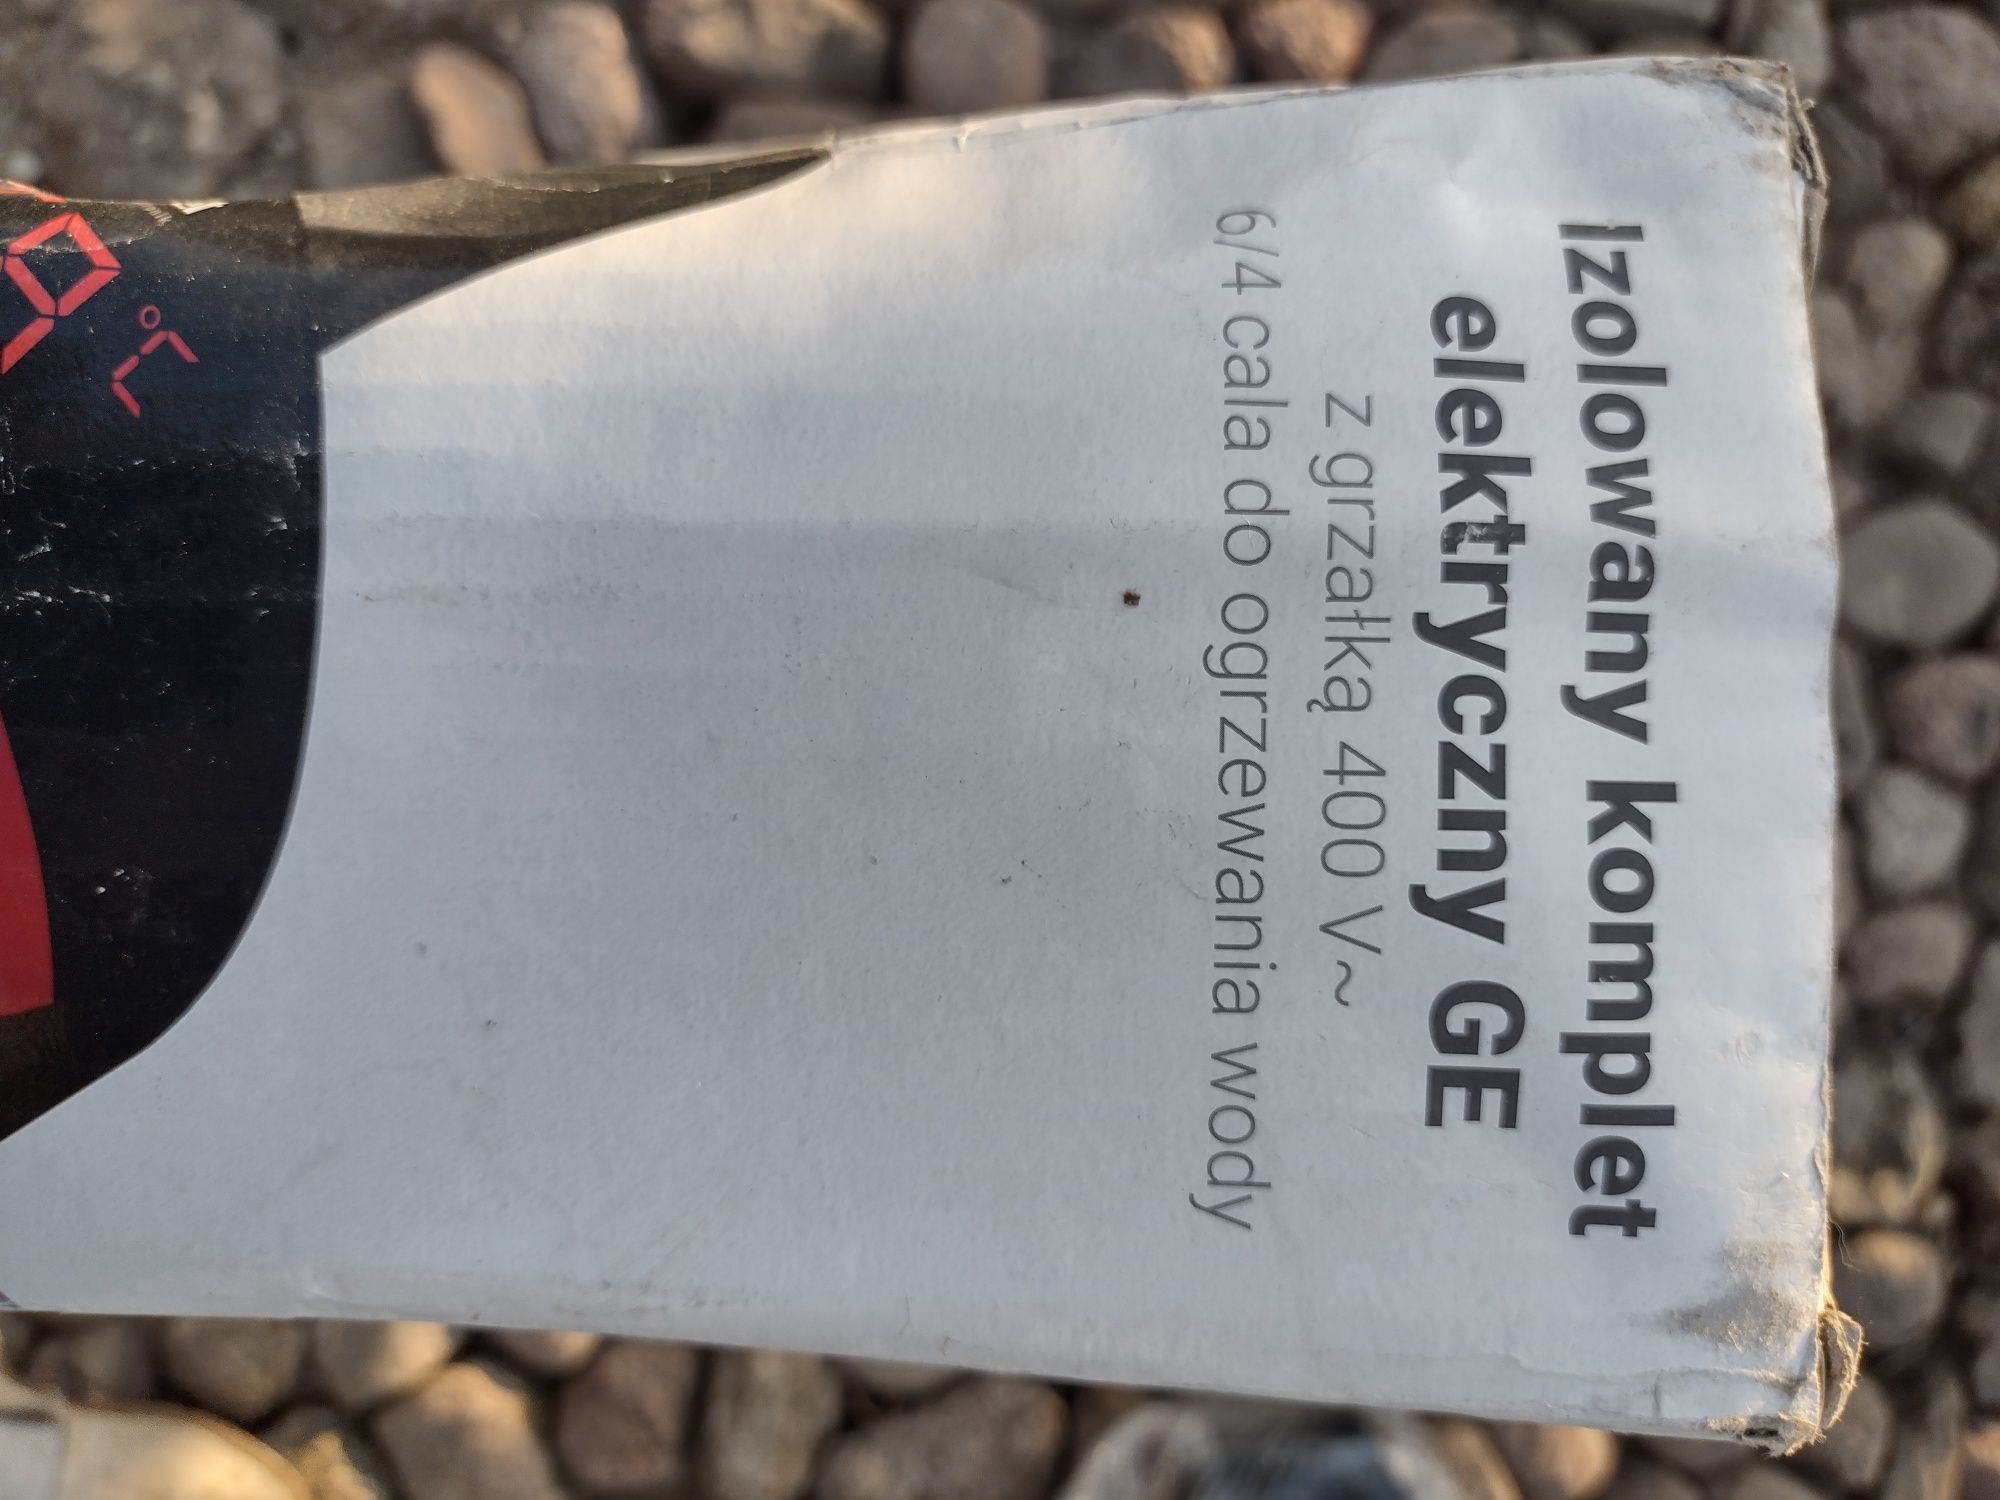 Izolowany komplet
elektryczny GE
z grzałką 400 V~
6/4 cala do ogrzewania wody